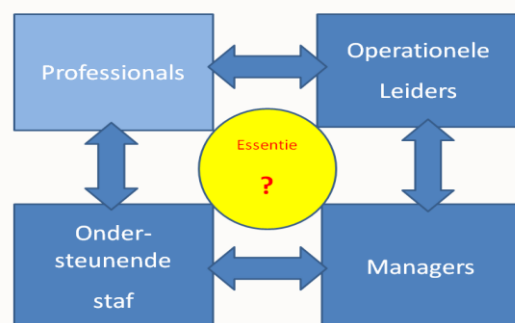 Professionals
Operationele
Leiders
Essentie
?
Onder-
steunende
staf
Managers